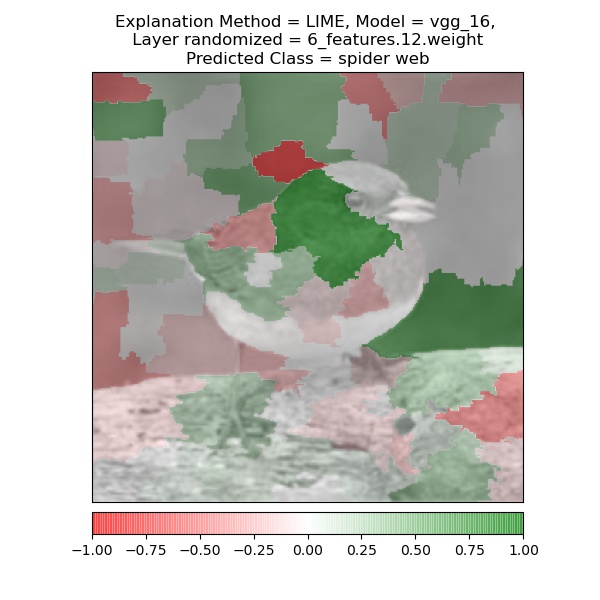 Explanation Method = LIME, Model = vgg_16,
Layer randomized = 6_features.12.weight
Predicted Class = spider web
−1.00 −0.75 −0.50 −0.25 0.00 0.25 0.50 0.75 1.00